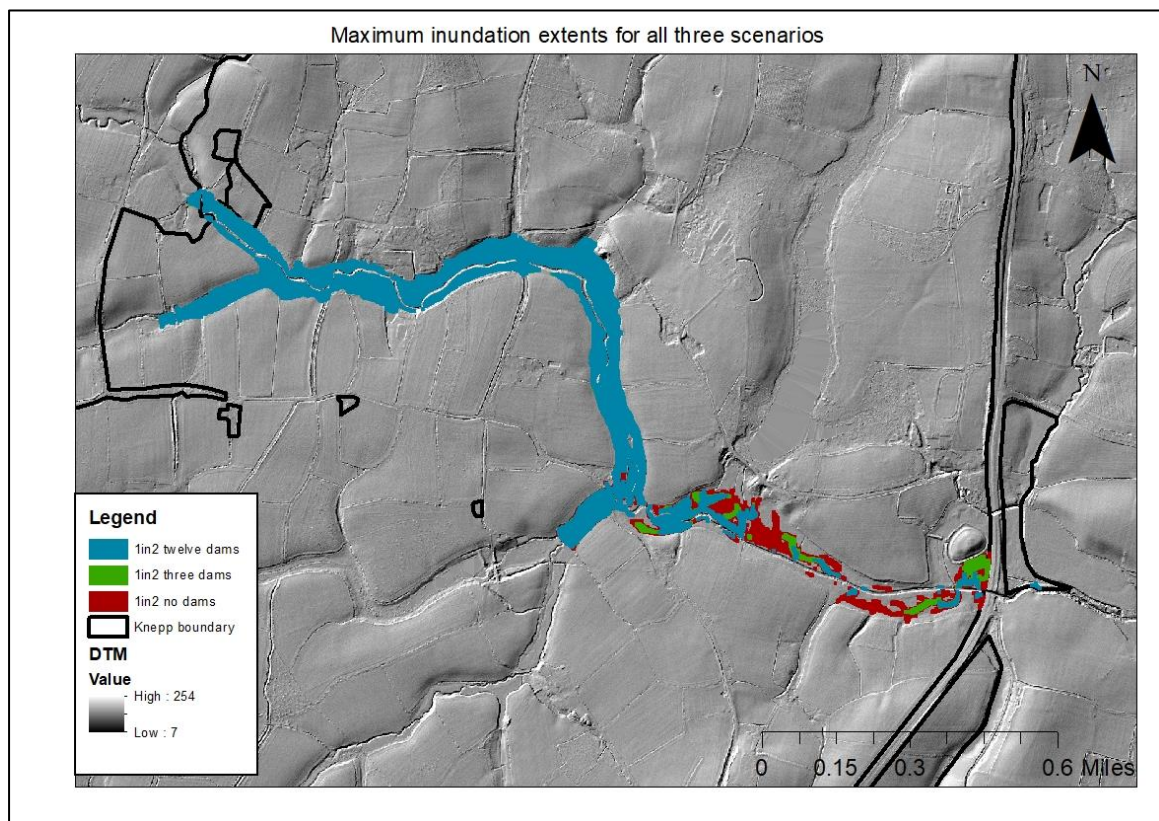 Maximum inundation extents for all three scenarios
N
Legend
1in2 twelve dams
1in2 three dams
1in2 no dams
Knepp boundary
DTM
Value
High : 254
Low : 7
0 0.15 0.3 0.6 Miles